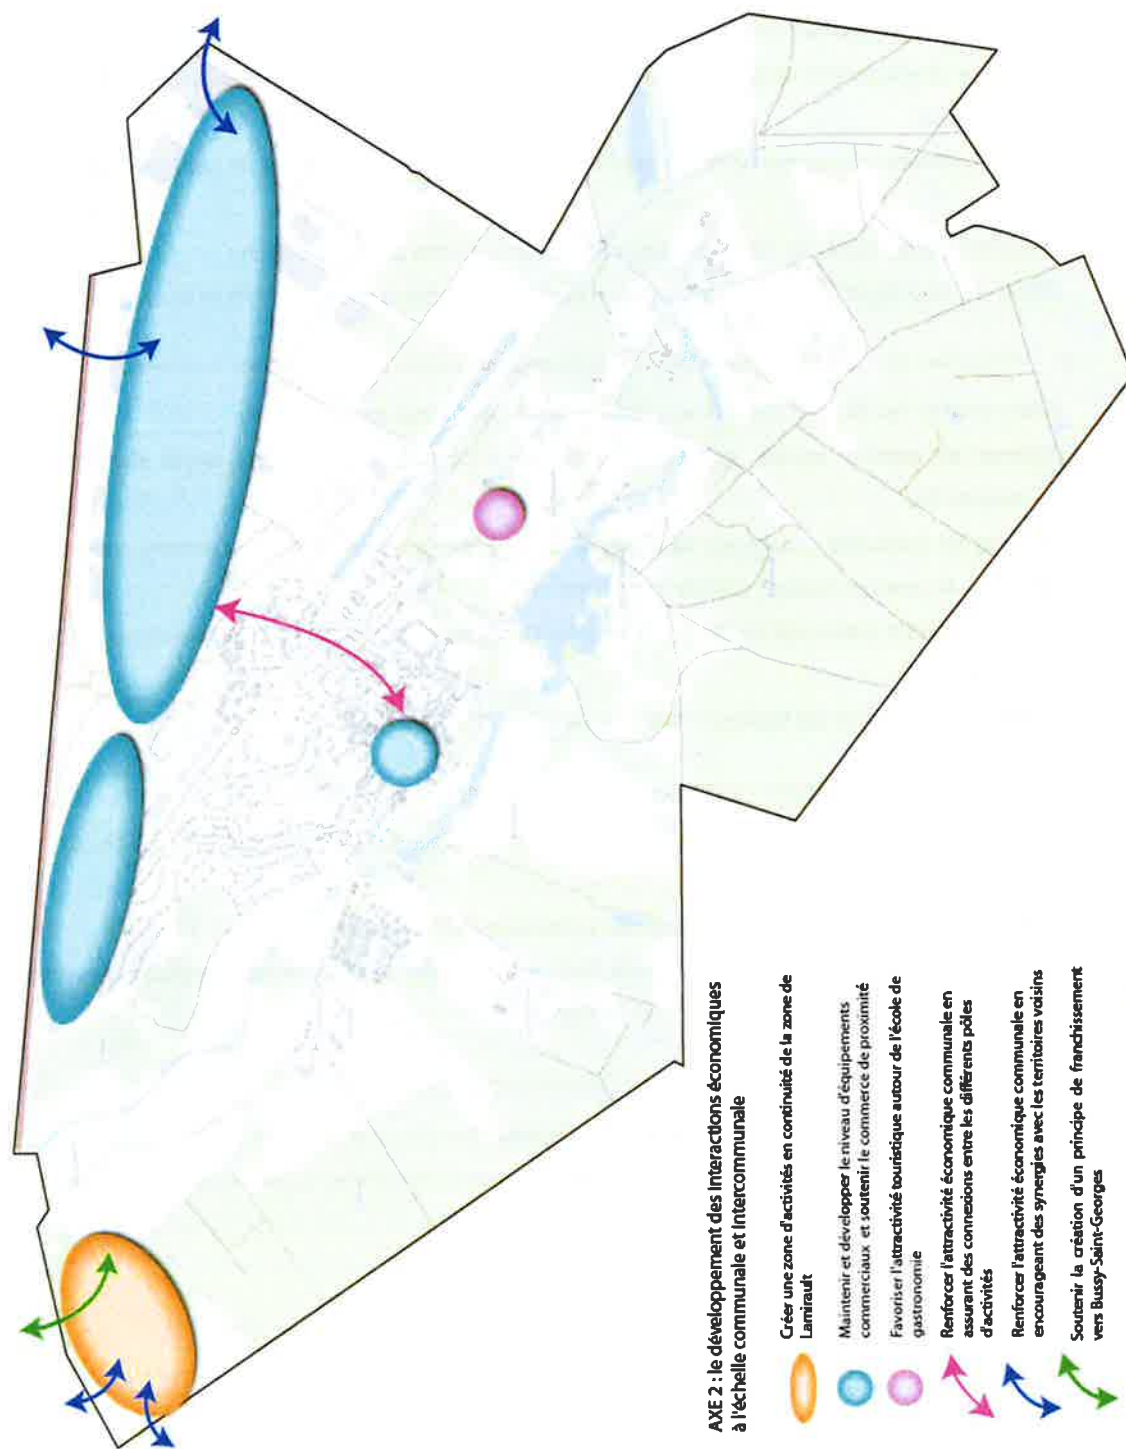 AXE 2 : le développement des interactions économiques
à l'échelle communale et intercommunale
Créer une zone d'activités en continuité de la zone de
Lamirault
Maintenir et développer le niveau d'équipements
commerciaux et soutenir le commerce de proximité
Favoriser l'attractivité touristique autour de l'école de
gastronomie
Renforcer l'attractivité économique communale en
assurant des connexions entre les différents pôles
d'activités
Renforcer l'attractivité économique communale en
encourageant des synergies avec les territoires voisins
Soutenir la création d'un principe de franchissement
vers Bussy-Saint-Georges